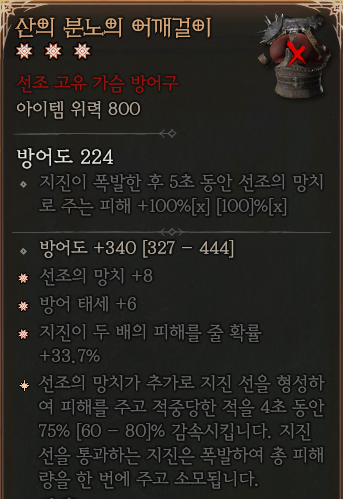 산의 분노의 어깨걸이
선조 고유 가슴 방어구
아이템 위력 800
방어도 224
지진이 폭발한 후 5초 동안 선조의 망치
로 주는 피해 +100%[x] [100]%[x]
방어도 +340 [327 – 444]
선조의 망치 +8
방어 태세 +6
지진이 두 배의 피해를 줄 확률
+33.7%
선조의 망치가 추가로 지진 선을 형성하
여 피해를 주고 적중당한 적을 4초 동안
75% [60 – 80]% 감속시킵니다. 지진
선을 통과하는 지진은 폭발하여 총 피해
량을 한 번에 주고 소모됩니다.